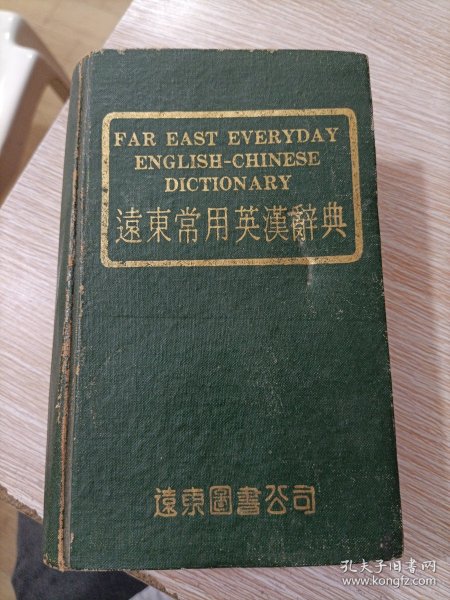 FAR EAST EVERYDAY
ENGLISH-CHINESE
DICTIONARY
遠東常用英漢辭典
遠東圖書公司
孔夫子旧书网
www.kongfz.com